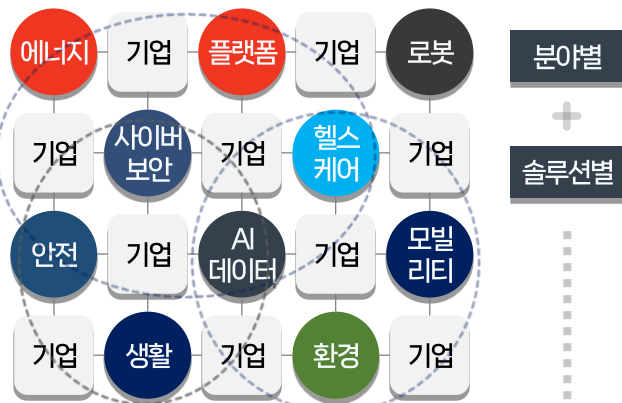 에너지 기업 플랫폼 기업 로봇
기업 사이버 보안 기업 헬스 케어 기업
안전 기업 AI 데이터 기업 모빌 리티
기업 생활 기업 환경 기업
분야별
+
솔루션별